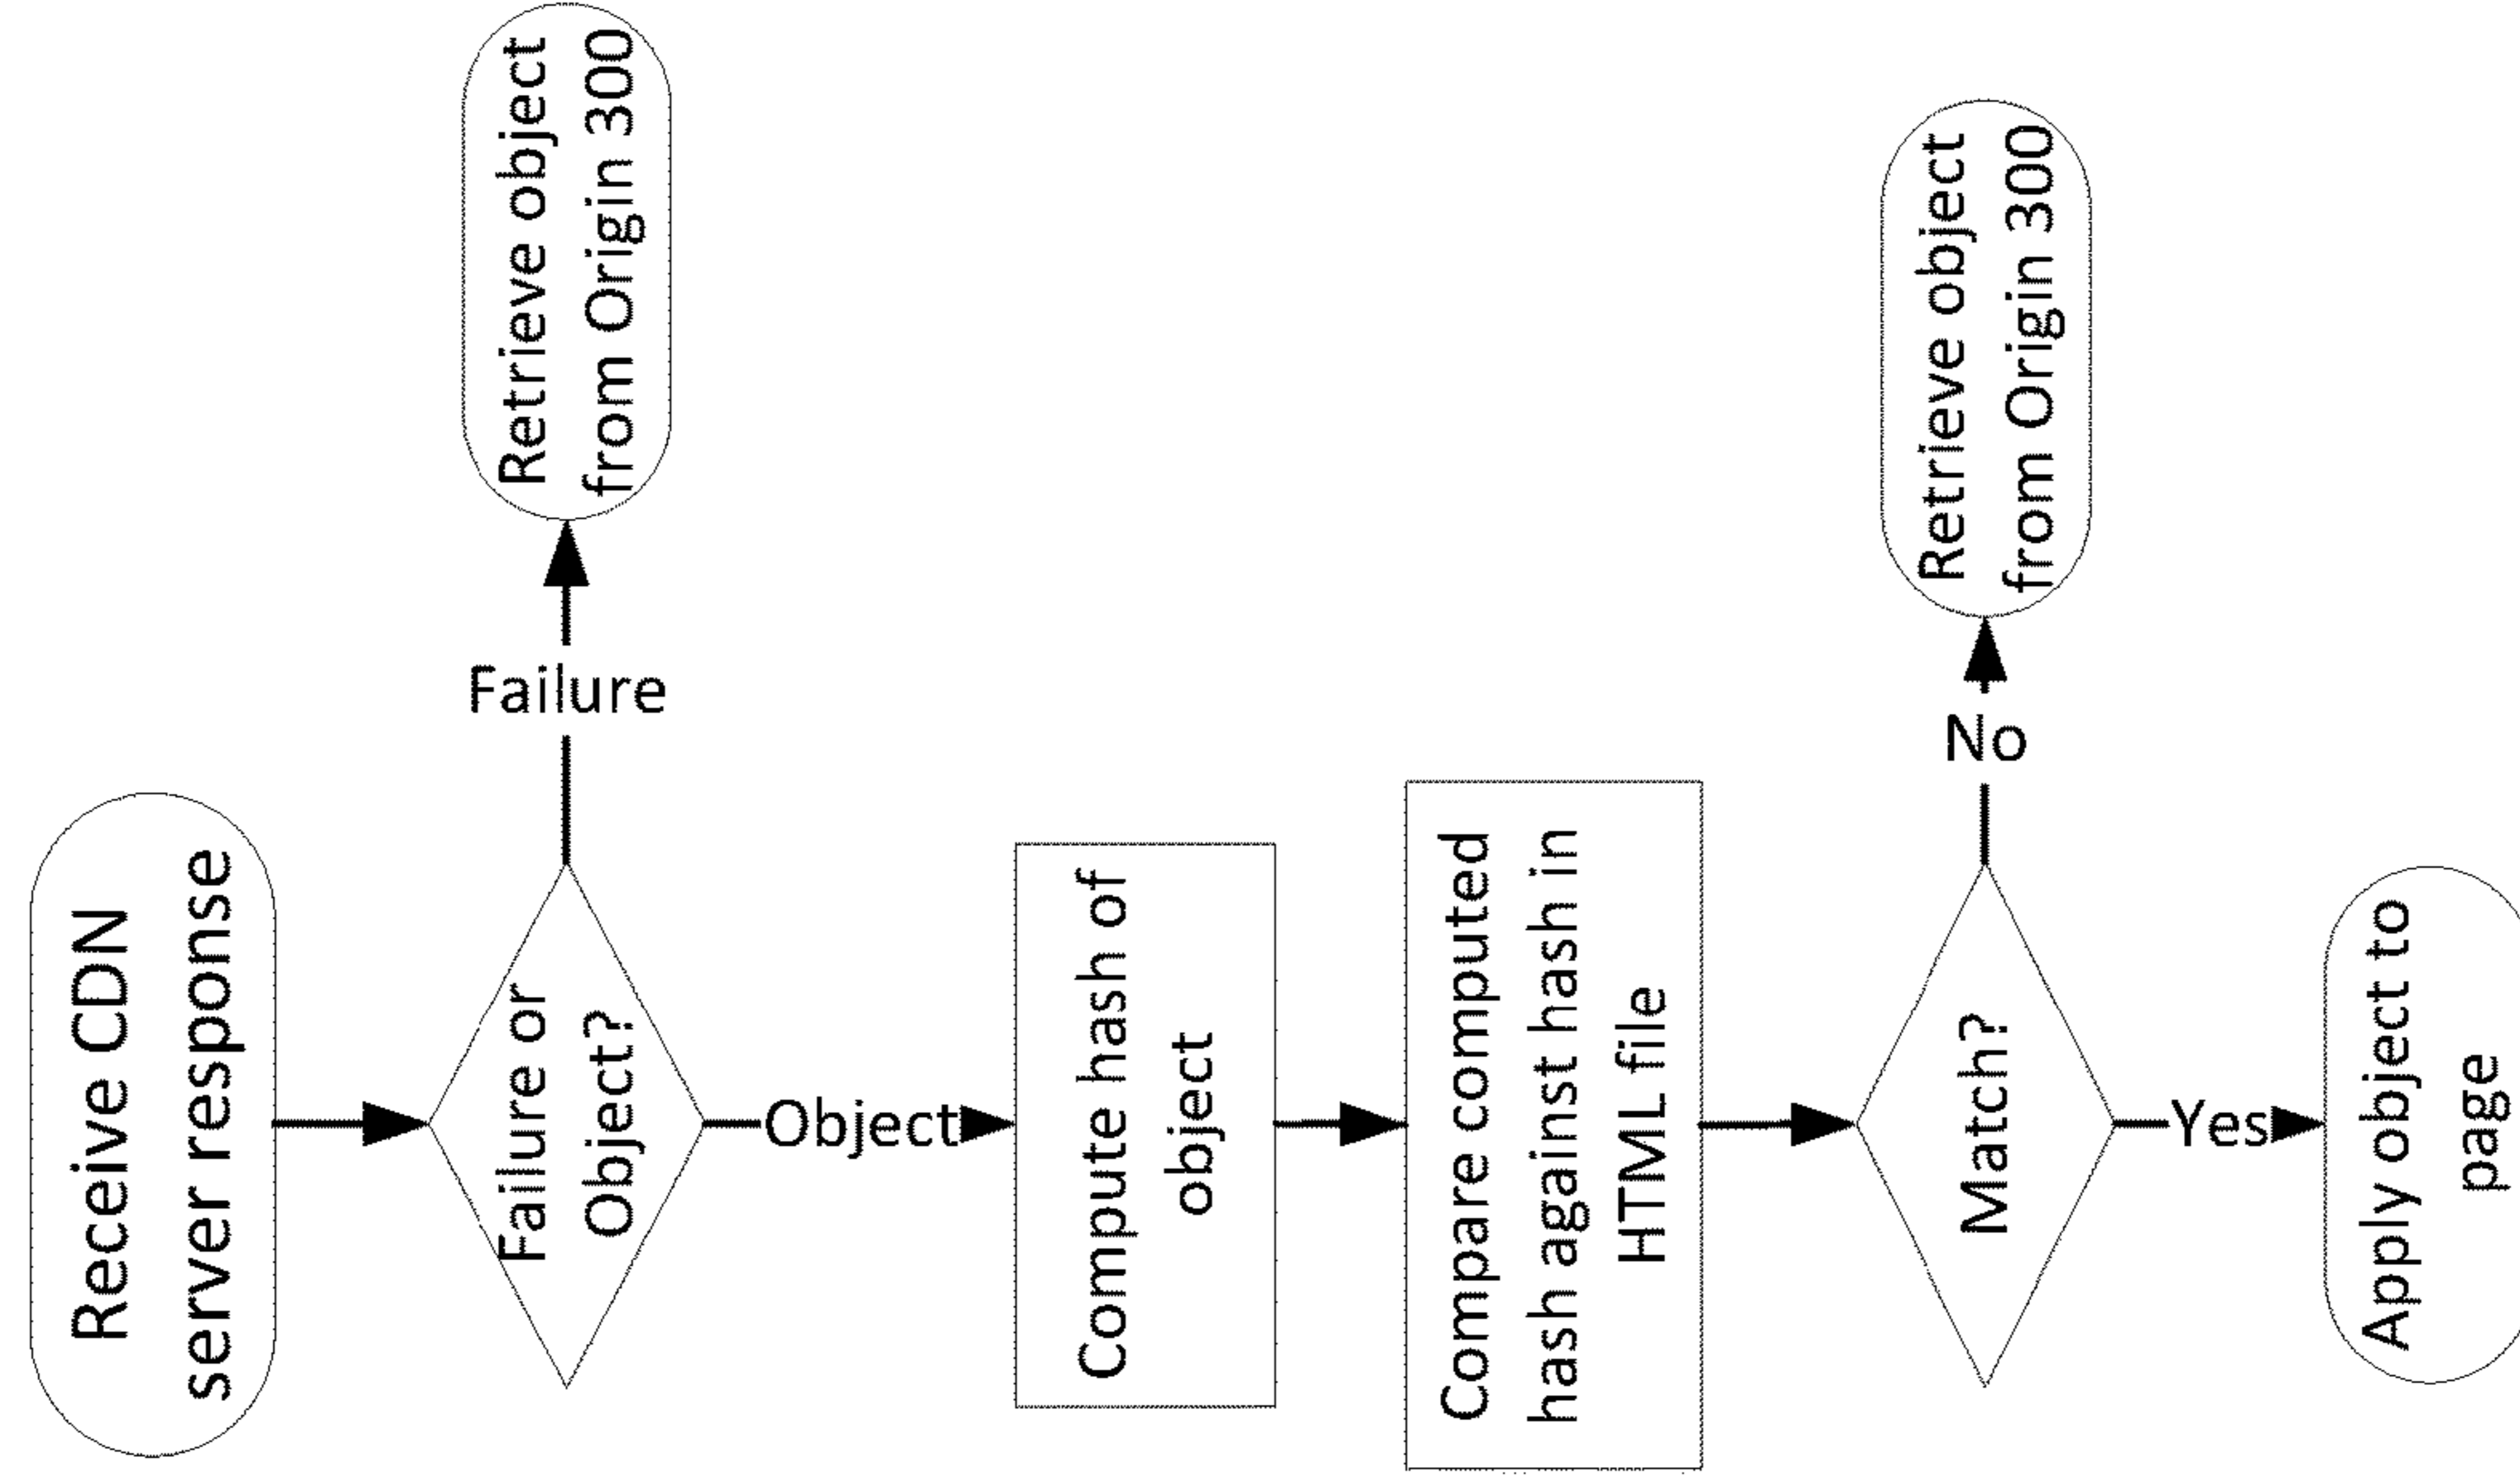 Receive CDN
server response
Failure or
Object?
Failure
Retrieve object
from Origin 300
Object
Compute hash of
object
Compare computed
hash against hash in
HTML file
Match?
No
Retrieve object
from Origin 300
Yes
Apply object to
page